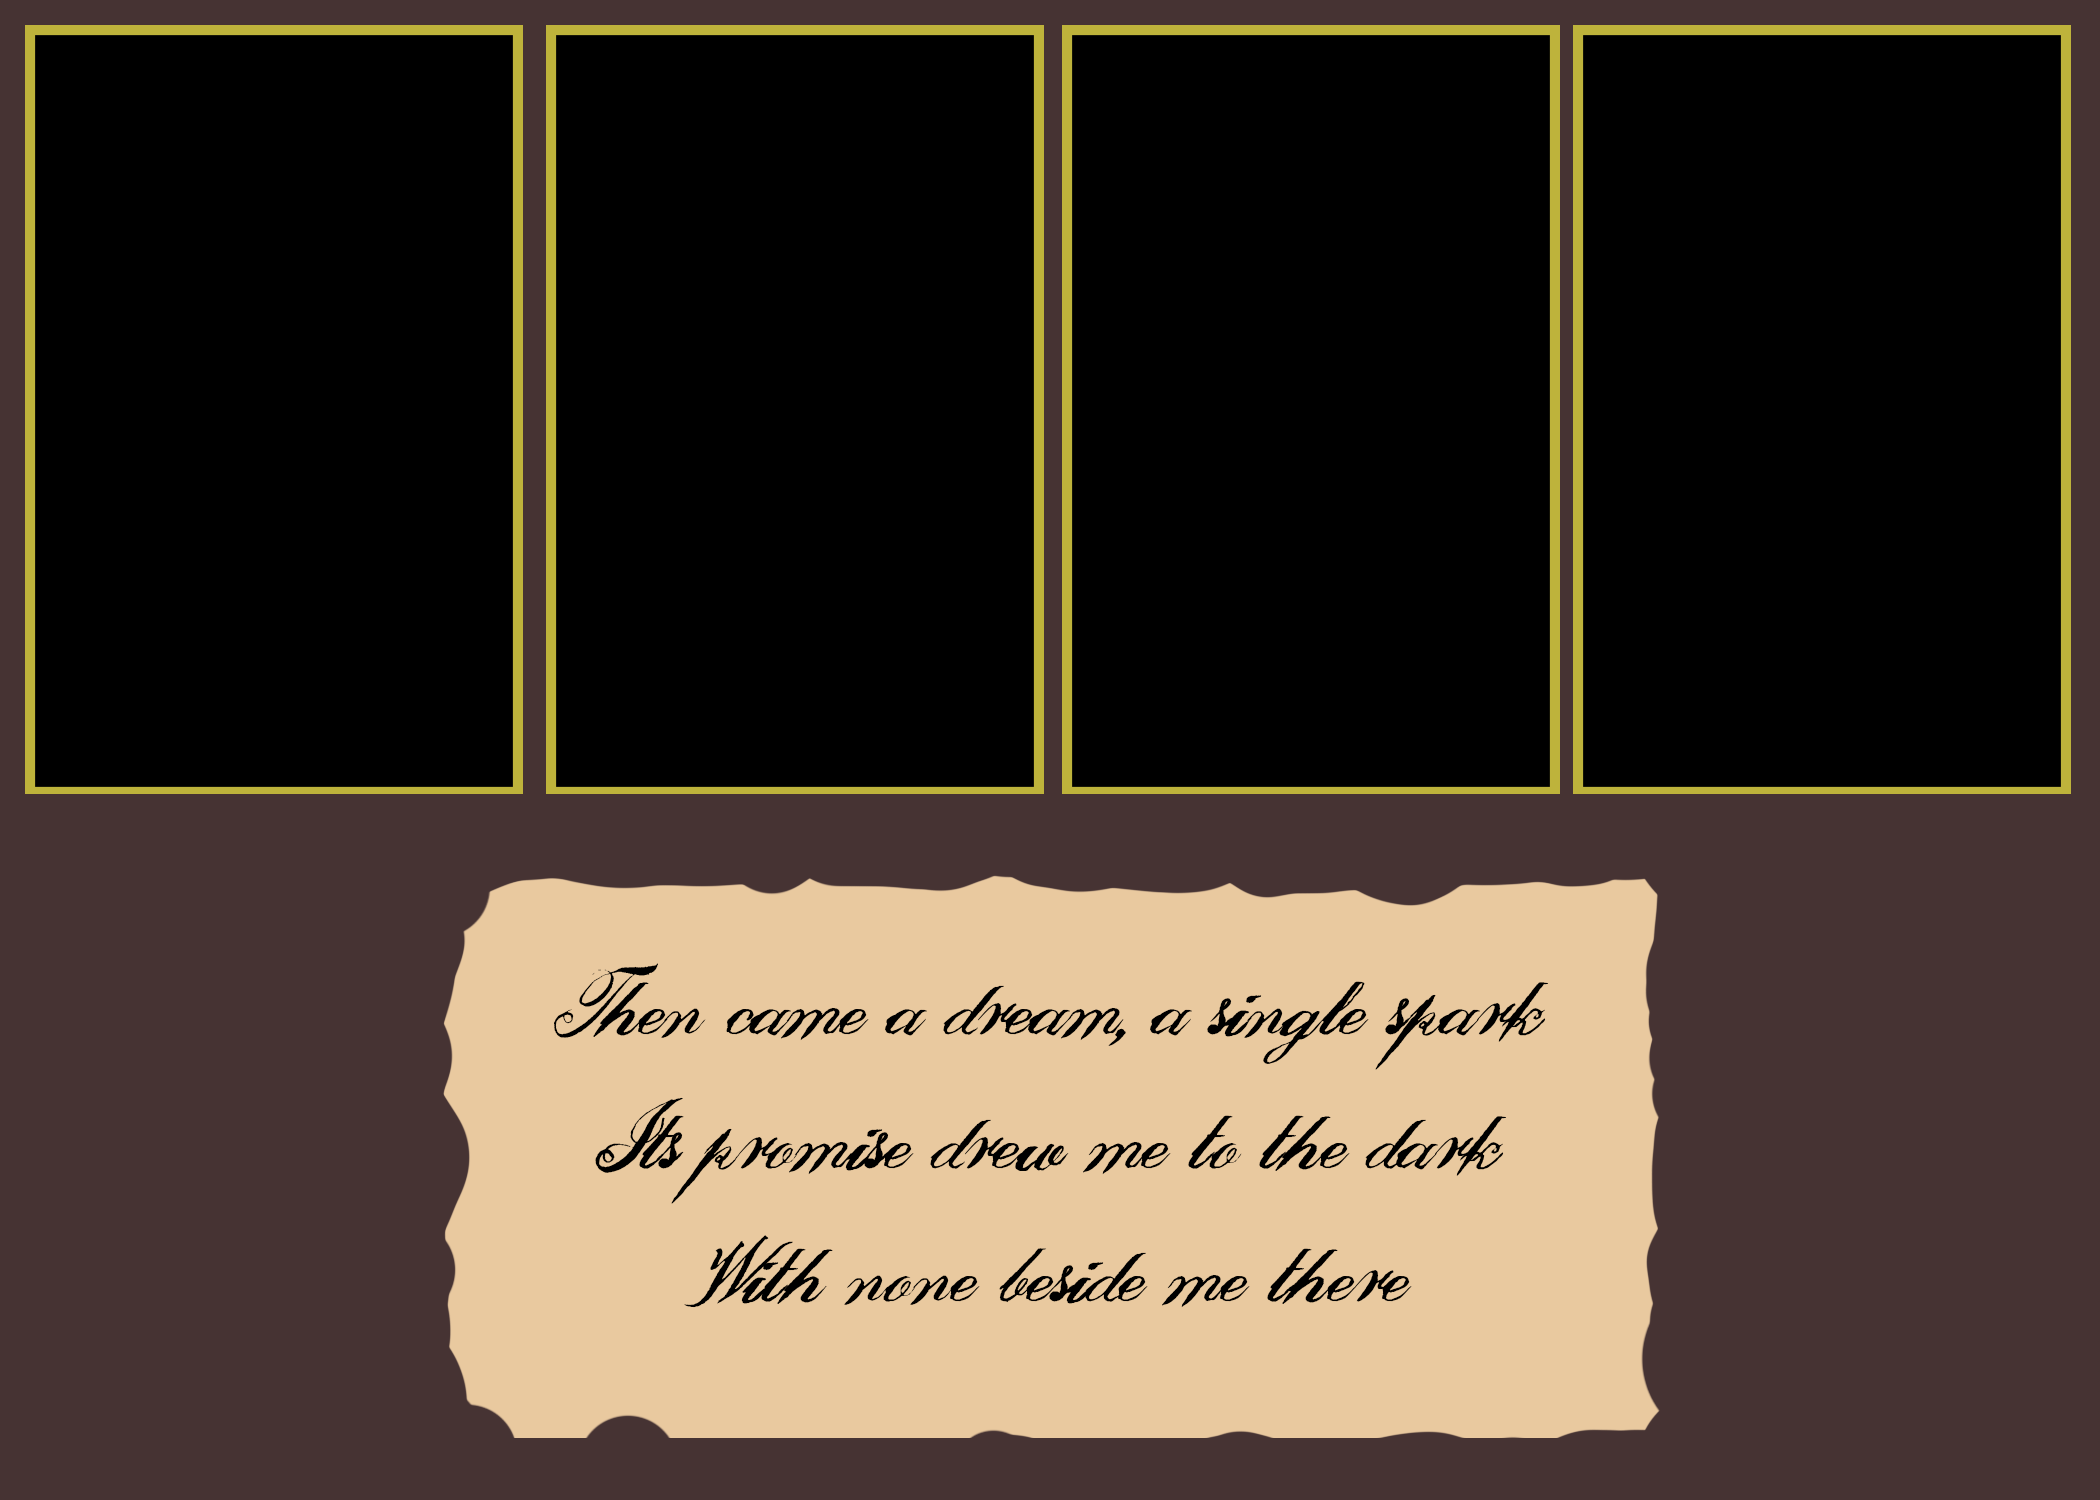 Then came a dream, a single spark
Its promise drew me to the dark
With none beside me there